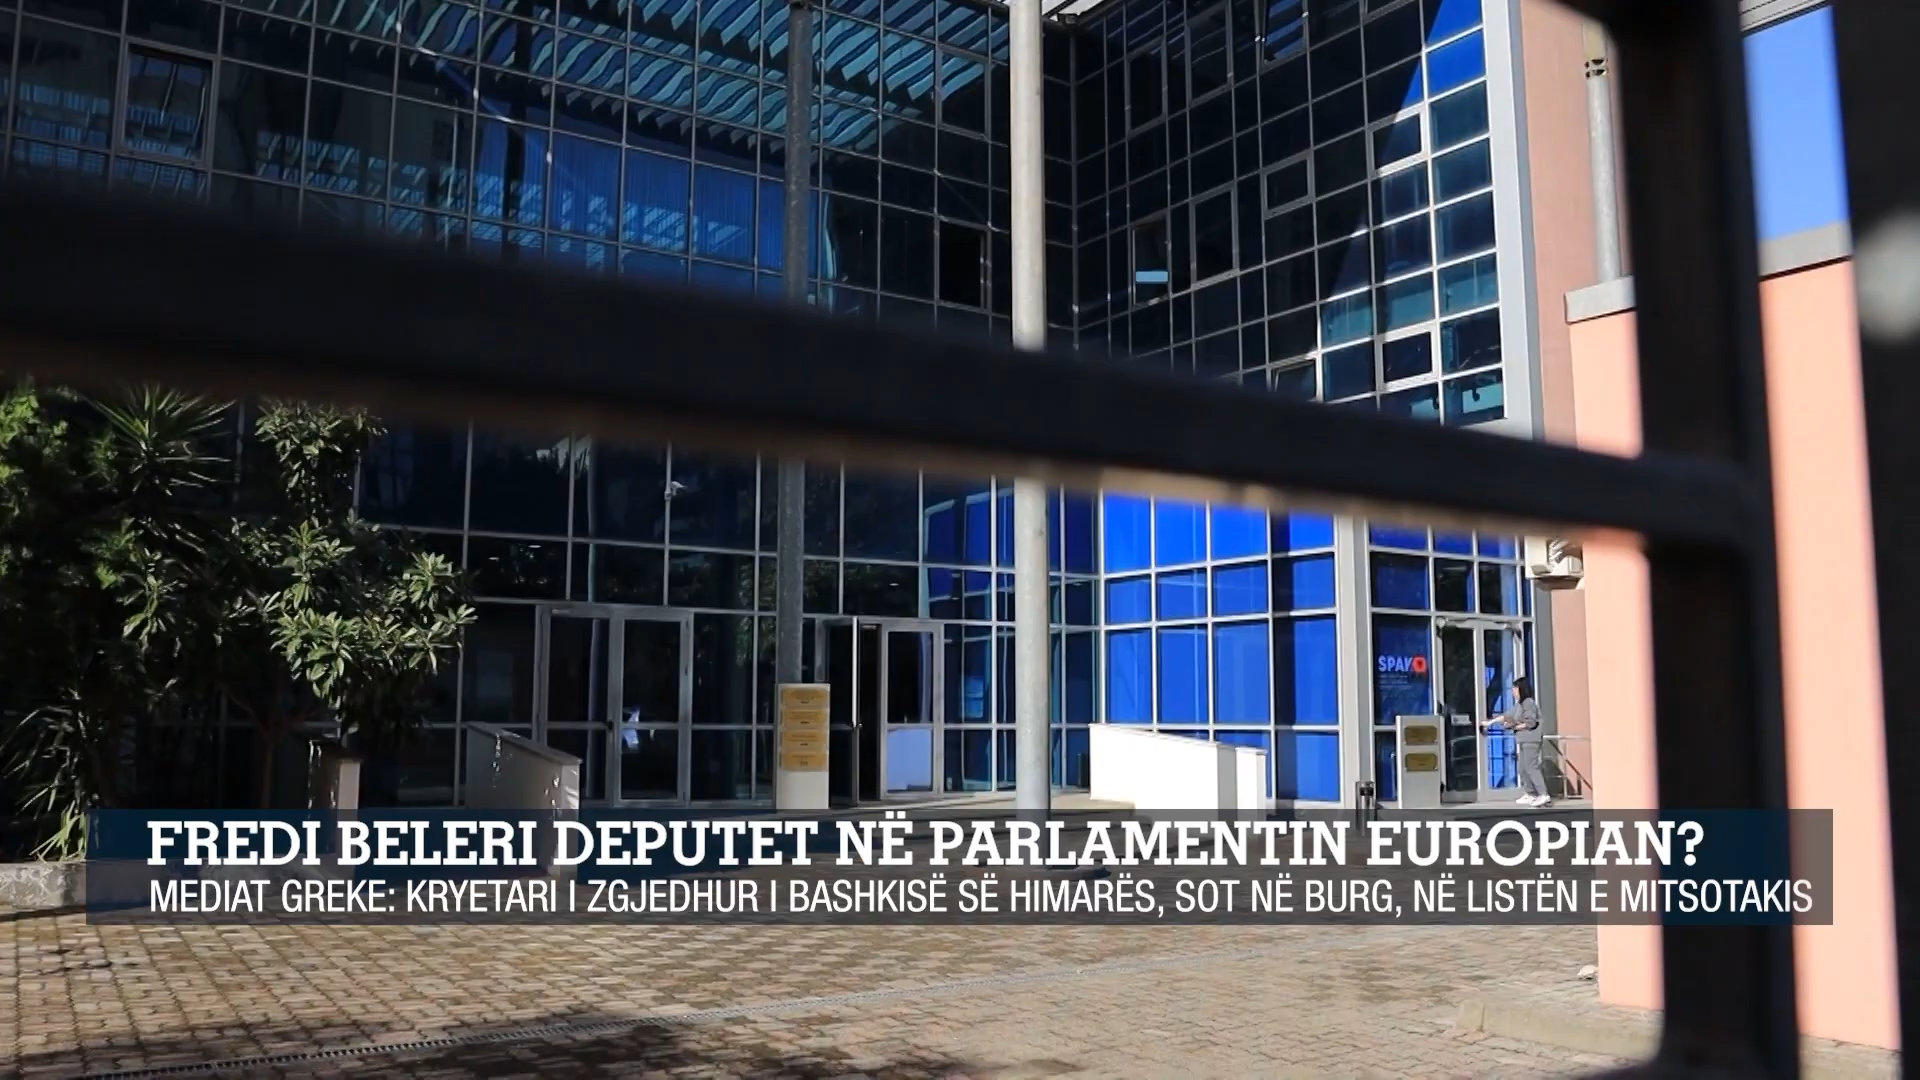 SPAK
FREDI BELERI DEPUTET NË PARLAMENTIN EUROPIAN?
MEDIAT GREKE: KRYETARI I ZGJEDHUR I BASHKISË SË HIMARËS, SOT NË BURG, NË LISTËN E MITSOTAKIS